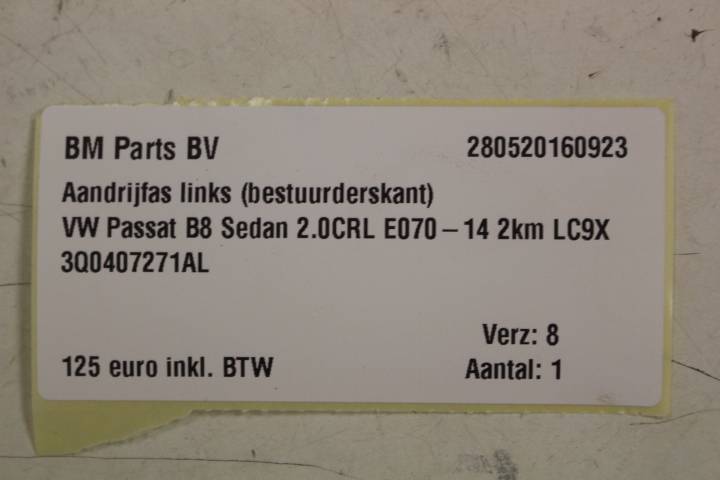 BM Parts BV 280520160923
Aandrijfas links (bestuurderskant)
VW Passat B8 Sedan 2.0CRL E070 – 14 2km LC9X
3Q0407271AL
Verz: 8
125 euro inkl. BTW Aantal: 1